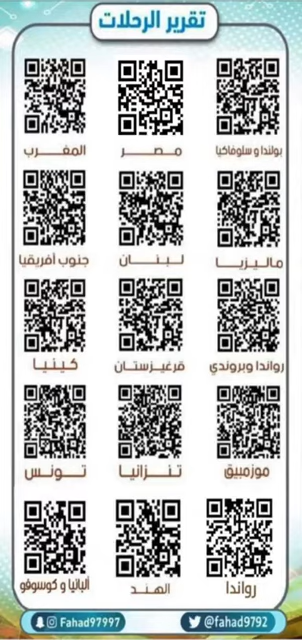 تقرير الرحلات
بولندا و سلوفاكيا
مصر
المغرب
ماليزيا
لبنان
جنوب أفريقيا
رواندا وبروندي
قرغيزستان
كينيا
موزمبيق
تنزانيا
تونس
رواندا
الهند
ألبانيا و كوسوفو
Fahad97997
@fahad9792